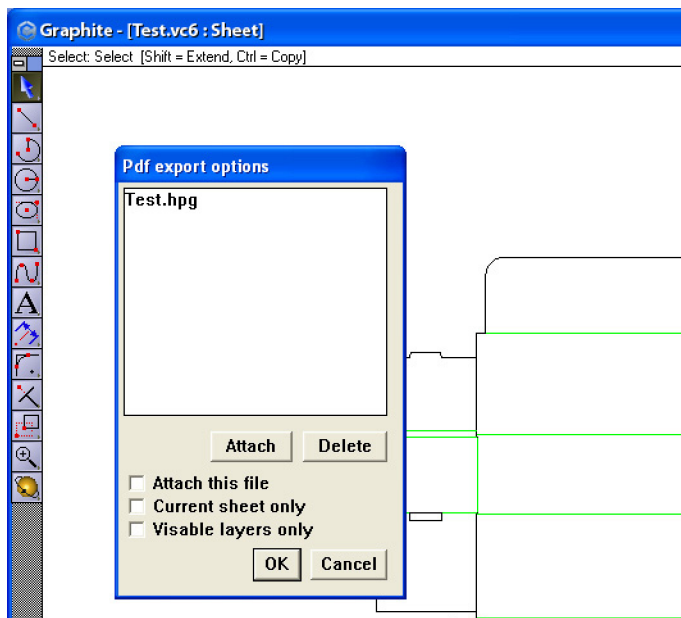 Graphite - [Test.vc6 : Sheet]
Select: Select [Shift = Extend, Ctrl = Copy]
Pdf export options
Test.hpg
Attach Delete
Attach this file
Current sheet only
Visable layers only
OK Cancel
A